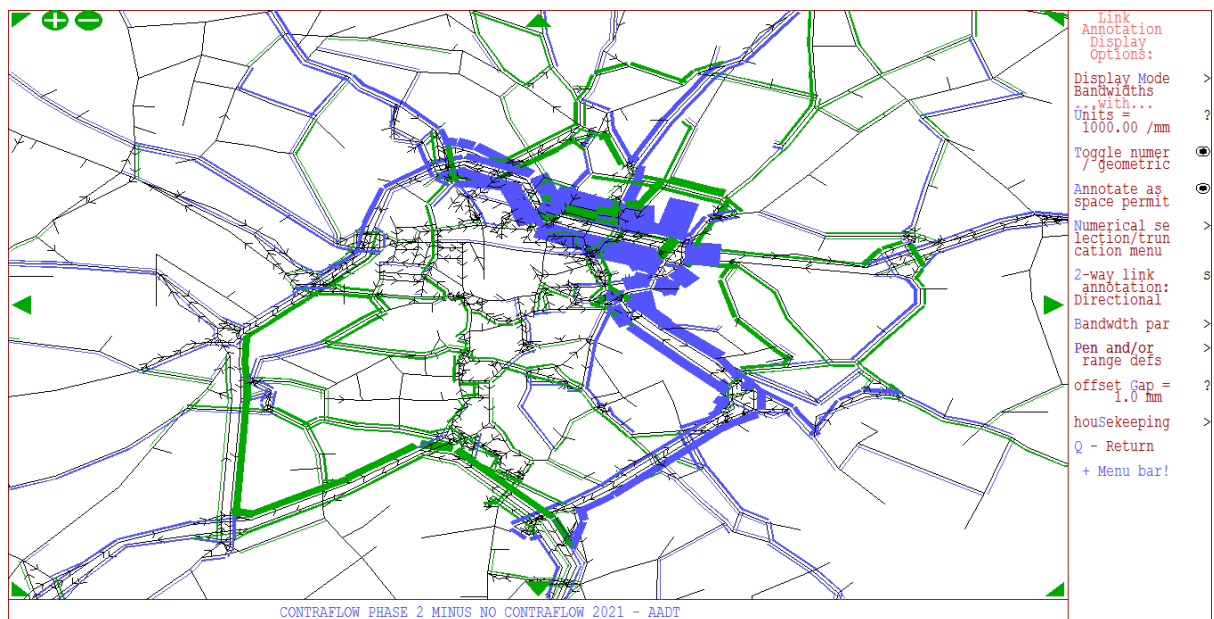 Link
Annotation
Display
Options:
Display Mode >
Bandwidths
...with...
Units = ?
1000.00 /mm
Toggle numer
/ geometric
Annotate as
space permit
Numerical se >
lection/trun
cation menu
2-way link s
annotation:
Directional
Bandwdth par >
Pen and/or >
range defs
offset Gap = ?
1.0 mm
houSekeeping >
Q - Return
+ Menu bar!
CONTRAFLOW PHASE 2 MINUS NO CONTRAFLOW 2021 - AADT